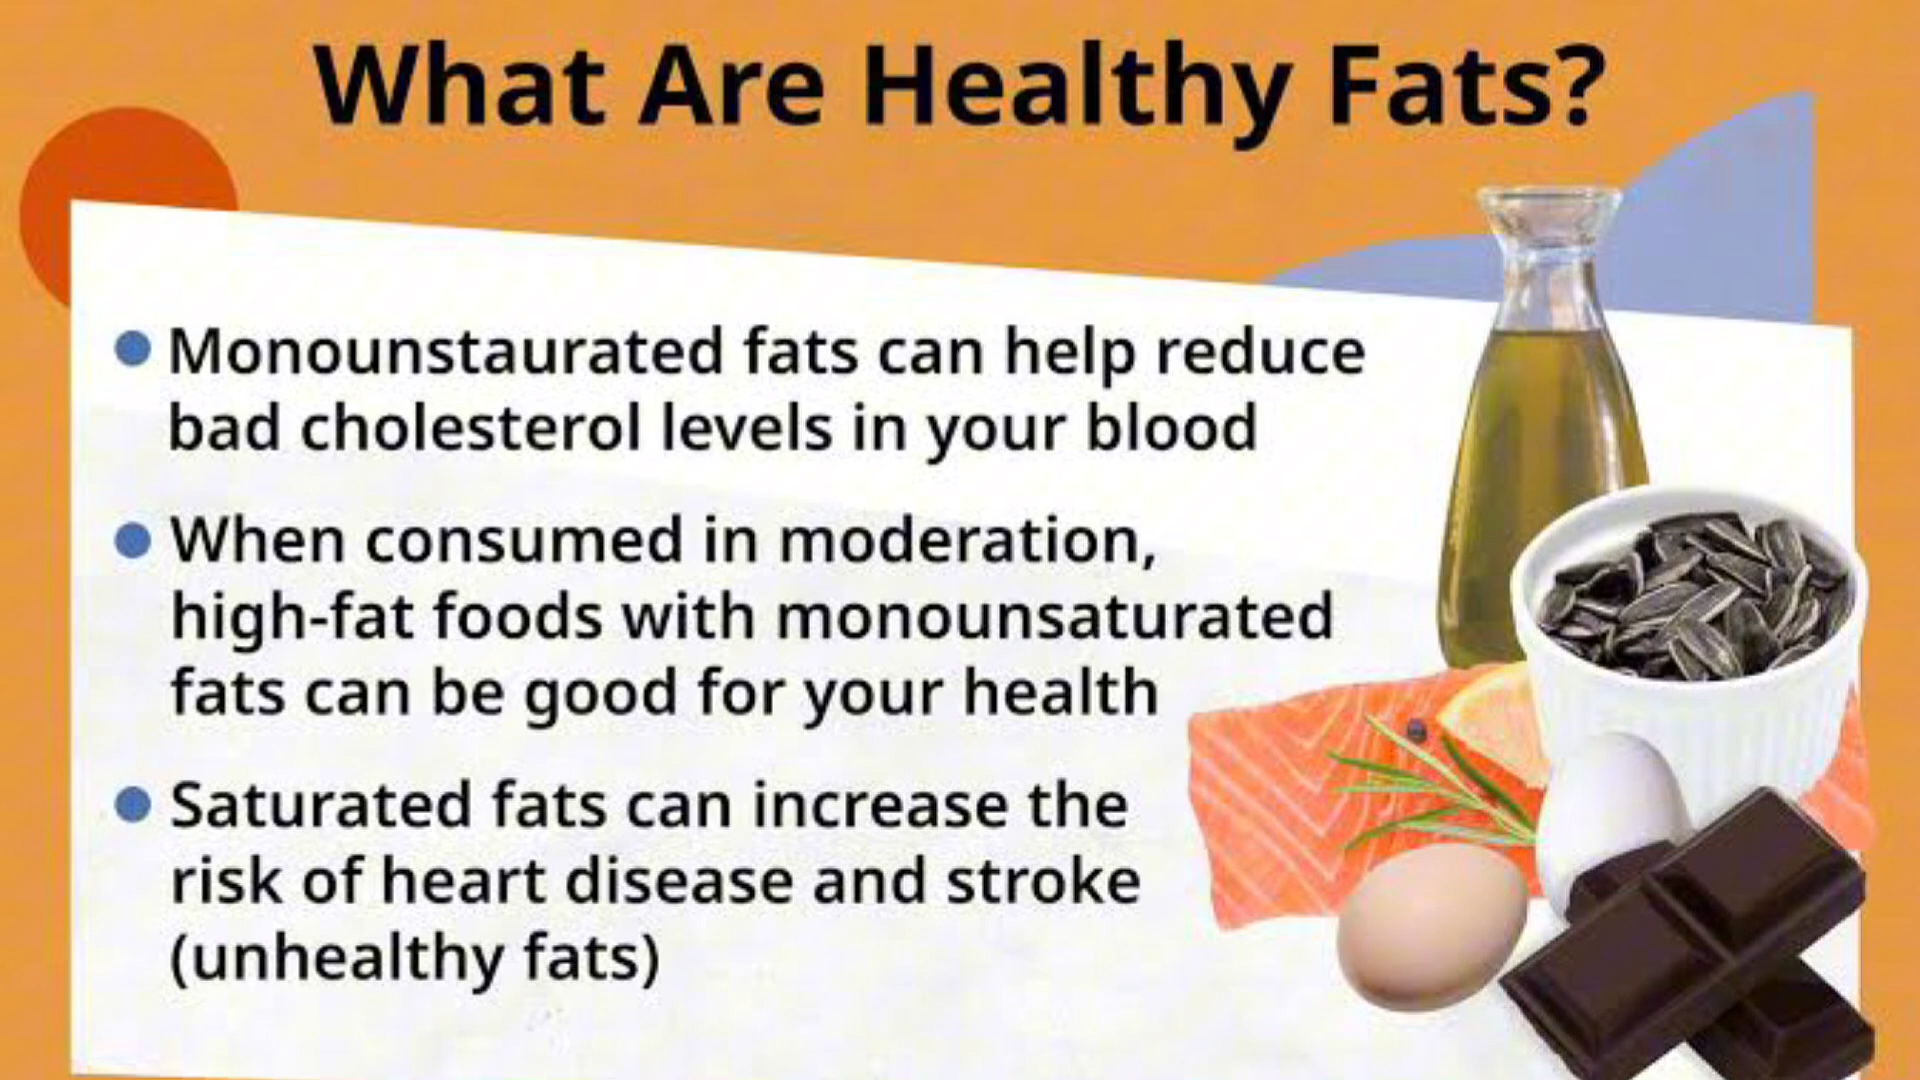 What Are Healthy Fats?
Monounstaurated fats can help reduce
bad cholesterol levels in your blood
When consumed in moderation,
high-fat foods with monounsaturated
fats can be good for your health
Saturated fats can increase the
risk of heart disease and stroke
(unhealthy fats)